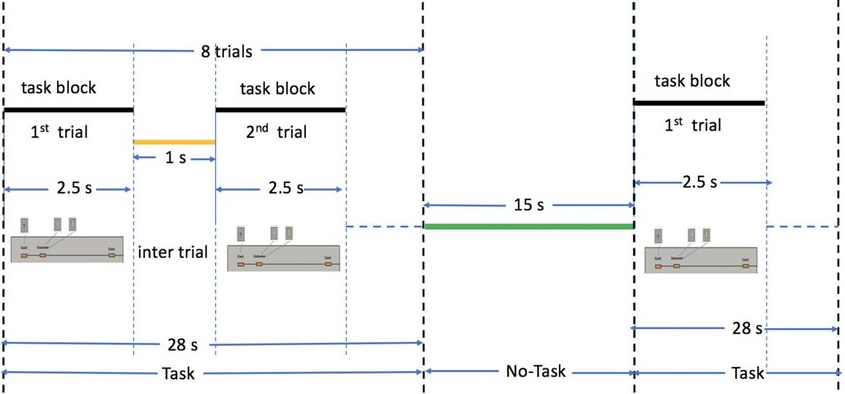 8 trials
task block
task block
task block
1st trial
2nd trial
1st trial
1 s
2.5 s
2.5 s
2.5 s
15 s
inter trial
28 s
28 s
Task
No-Task
Task